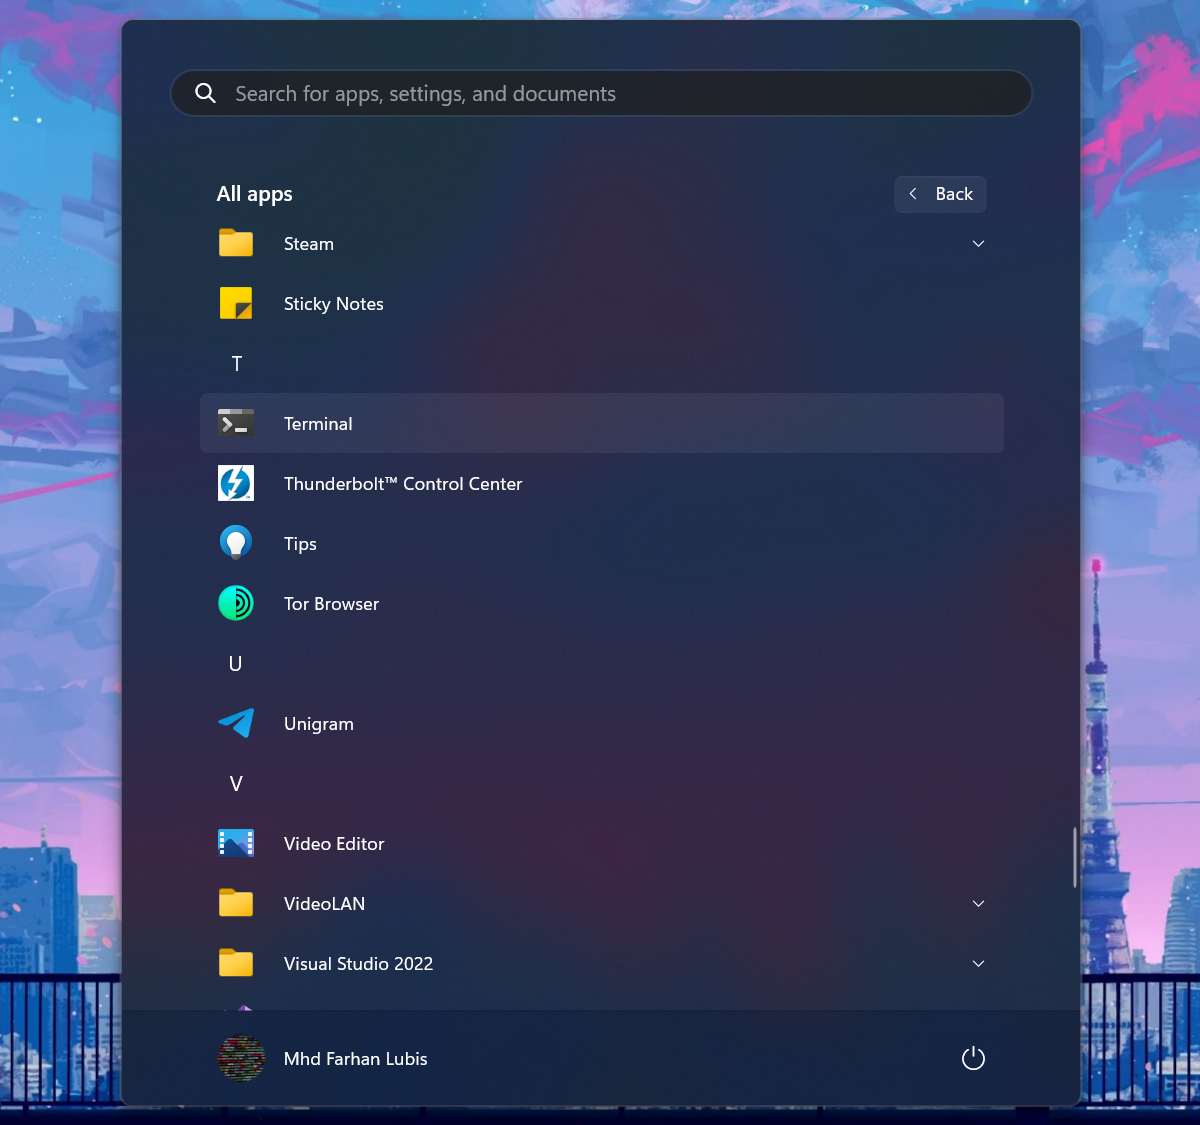 Search for apps, settings, and documents
All apps
Back
Steam
Sticky Notes
T
Terminal
Thunderbolt™ Control Center
Tips
Tor Browser
U
Unigram
V
Video Editor
VideoLAN
Visual Studio 2022
Mhd Farhan Lubis